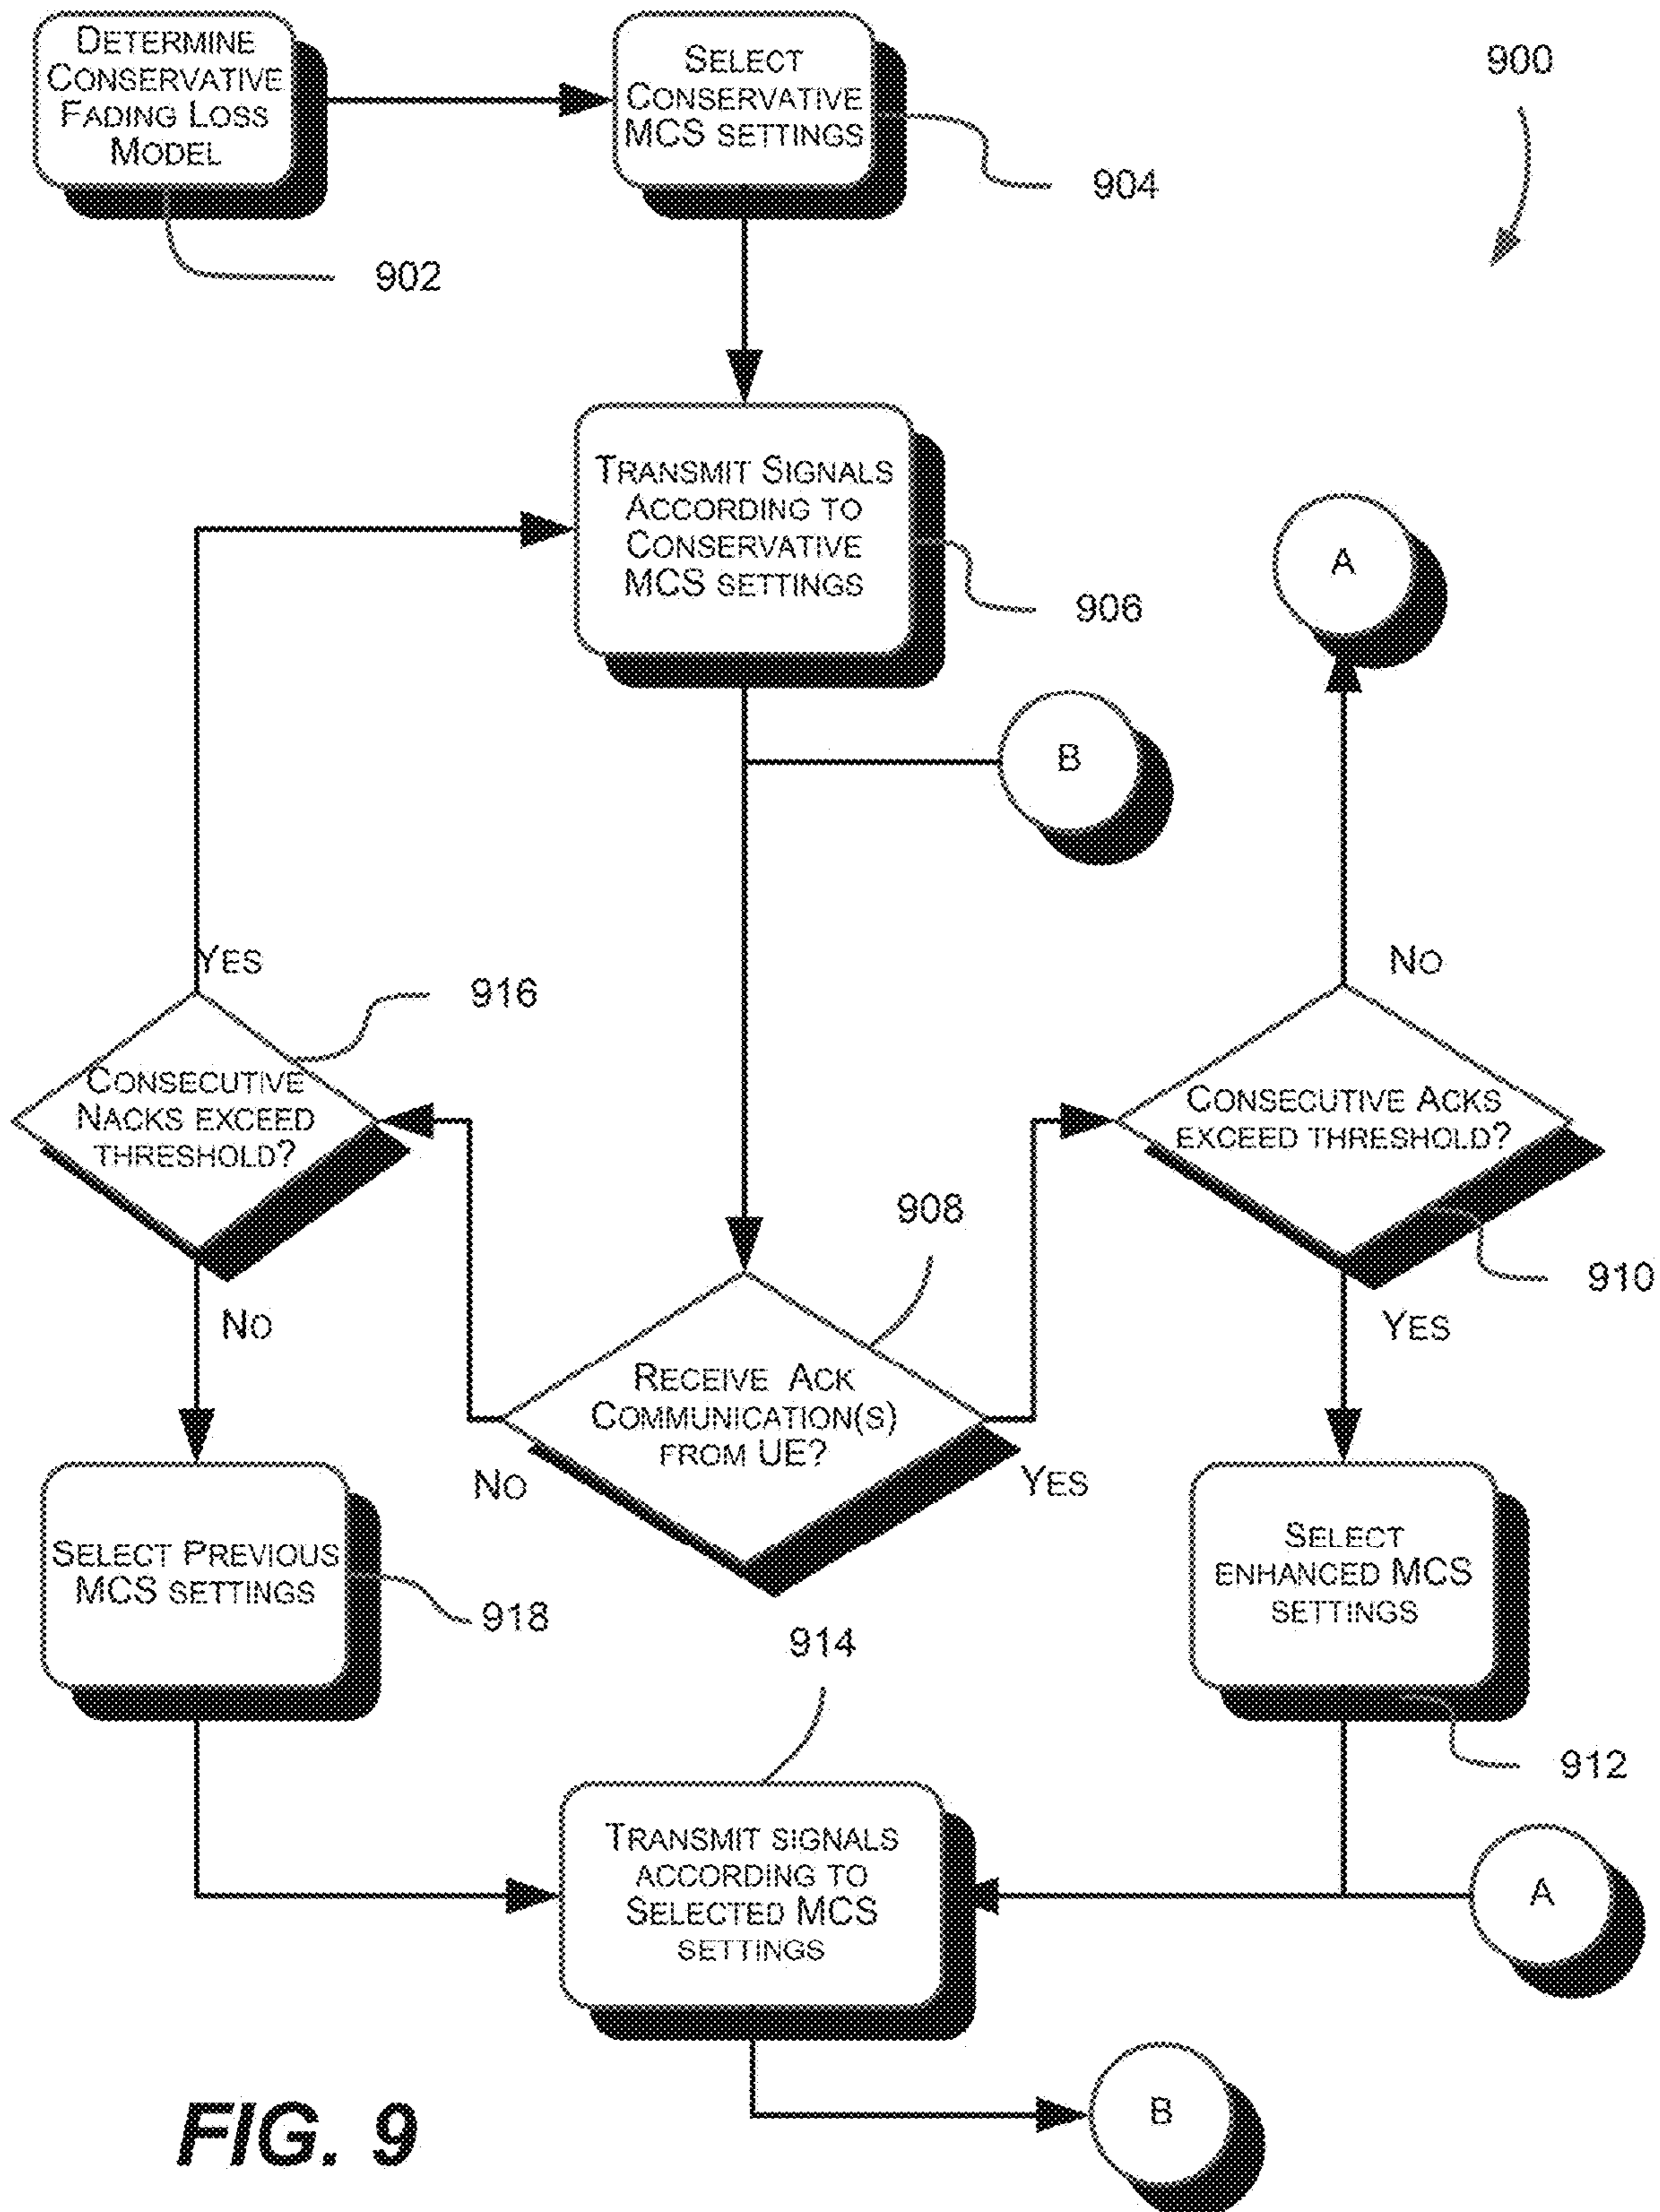 DETERMINE
CONSERVATIVE
FADING LOSS
MODEL
SELECT
CONSERVATIVE
MCS SETTINGS
900
904
902
TRANSMIT SIGNALS
ACCORDING TO
CONSERVATIVE
MCS SETTINGS
906
A
B
YES
916
NO
CONSECUTIVE
NACKS EXCEED
THRESHOLD?
CONSECUTIVE ACKS
EXCEED THRESHOLD?
908
910
NO
YES
RECEIVE ACK
COMMUNICATION(S)
FROM UE?
NO
YES
SELECT PREVIOUS
MCS SETTINGS
918
SELECT
ENHANCED MCS
SETTINGS
914
912
TRANSMIT SIGNALS
ACCORDING TO
SELECTED MCS
SETTINGS
A
B
FIG. 9